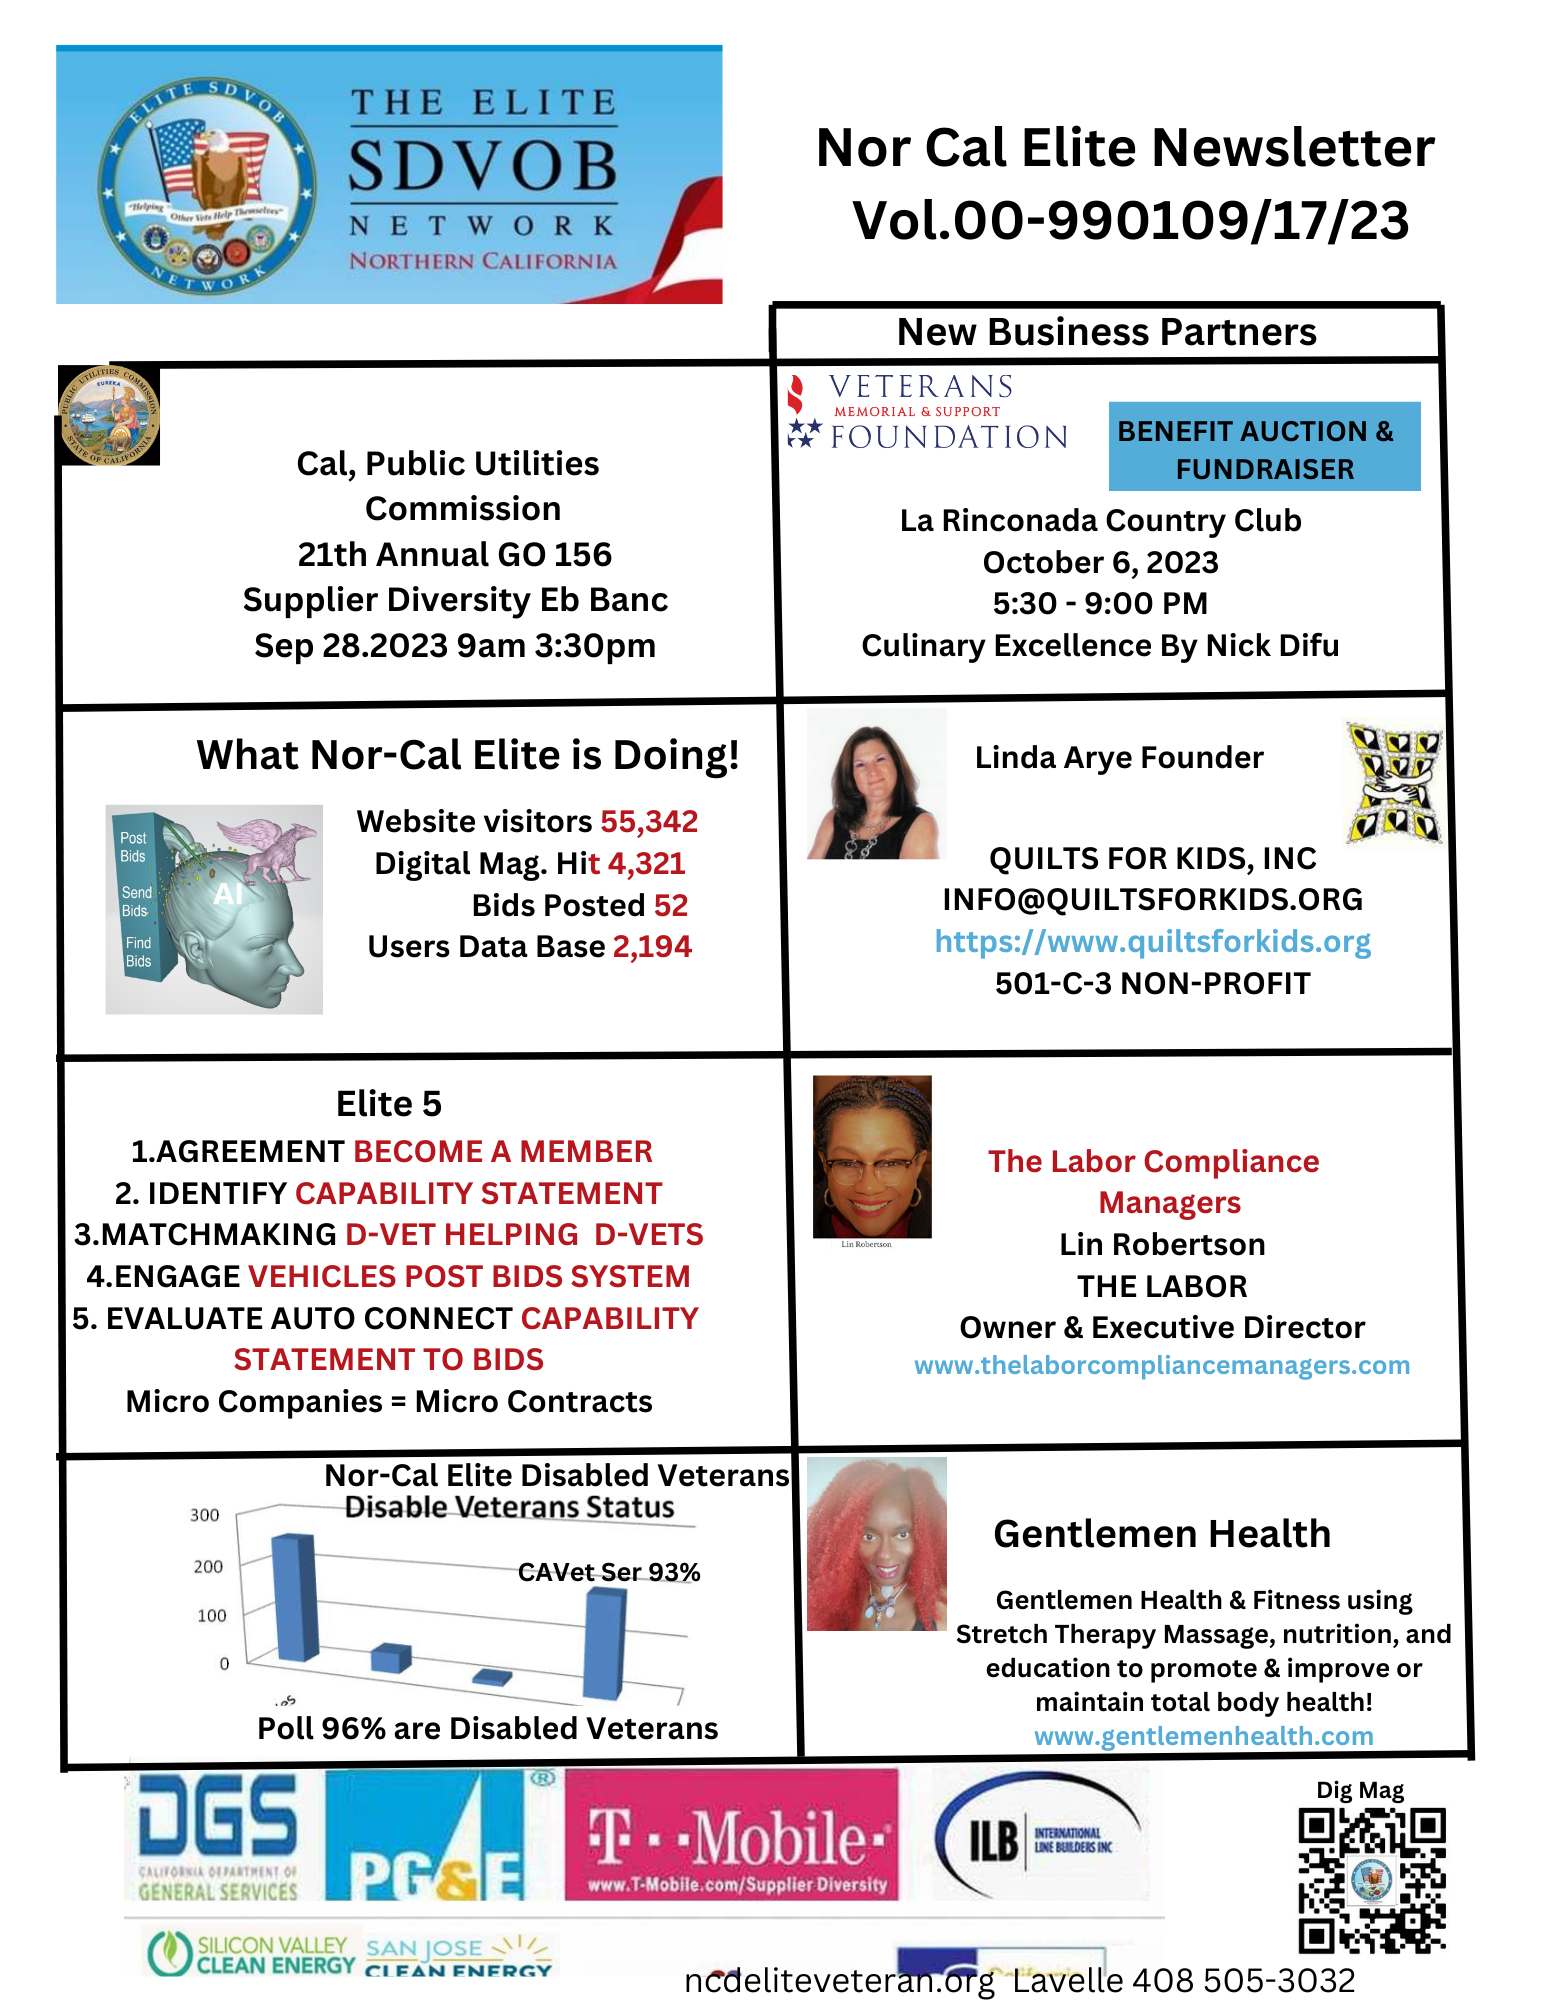 ELITE SDVOB
NETWORK
"Helping Other Vets Help Themselves"
THE ELITE
SDVOB
NETWORK
NORTHERN CALIFORNIA
Nor Cal Elite Newsletter
Vol.00-990109/17/23
New Business Partners
PUBLIC UTILITIES COMMISSION
EUREKA
STATE OF CALIFORNIA
Cal, Public Utilities
Commission
21th Annual GO 156
Supplier Diversity Eb Banc
Sep 28.2023 9am 3:30pm
VETERANS
MEMORIAL & SUPPORT
FOUNDATION
BENEFIT AUCTION &
FUNDRAISER
La Rinconada Country Club
October 6, 2023
5:30 - 9:00 PM
Culinary Excellence By Nick Difu
What Nor-Cal Elite is Doing!
Post
Bids
Send
Bids
Find
Bids
AI
Website visitors 55,342
Digital Mag. Hit 4,321
Bids Posted 52
Users Data Base 2,194
Linda Arye Founder
QUILTS FOR KIDS, INC
INFO@QUILTSFORKIDS.ORG
https://www.quiltsforkids.org
501-C-3 NON-PROFIT
Elite 5
1.AGREEMENT BECOME A MEMBER
2. IDENTIFY CAPABILITY STATEMENT
3.MATCHMAKING D-VET HELPING D-VETS
4.ENGAGE VEHICLES POST BIDS SYSTEM
5. EVALUATE AUTO CONNECT CAPABILITY
STATEMENT TO BIDS
Micro Companies = Micro Contracts
Lin Robertson
The Labor Compliance
Managers
Lin Robertson
THE LABOR
Owner & Executive Director
www.thelaborcompliancemanagers.com
Nor-Cal Elite Disabled Veterans
Disable Veterans Status
300
200
100
0
CAVet Ser 93%
Poll 96% are Disabled Veterans
Gentlemen Health
Gentlemen Health & Fitness using
Stretch Therapy Massage, nutrition, and
education to promote & improve or
maintain total body health!
www.gentlemenhealth.com
DGS
CALIFORNIA DEPARTMENT OF
GENERAL SERVICES
PG&E
®
T··Mobile·
www.T-Mobile.com/Supplier Diversity
ILB
INTERNATIONAL
LINE BUILDERS INC
Dig Mag
SILICON VALLEY
CLEAN ENERGY
SAN JOSE
CLEAN ENERGY
ncdeliteveteran.org Lavelle 408 505-3032